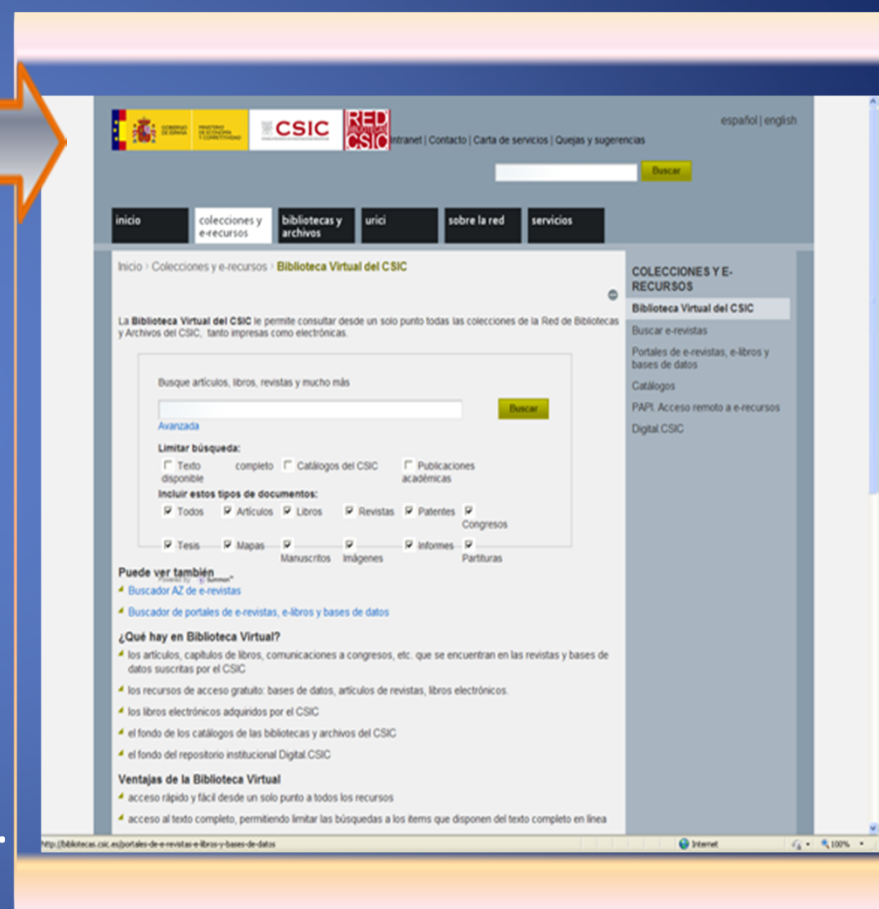 español | english
GOBIERNO DE ESPAÑA
MINISTERIO DE ECONOMÍA Y COMPETITIVIDAD
CSIC
RED
CSIC
Intranet | Contacto | Carta de servicios | Quejas y sugerencias
Buscar
inicio
colecciones y e-recursos
bibliotecas y archivos
urici
sobre la red
servicios
Inicio › Colecciones y e-recursos › Biblioteca Virtual del CSIC
La Biblioteca Virtual del CSIC le permite consultar desde un solo punto todas las colecciones de la Red de Bibliotecas
y Archivos del CSIC, tanto impresas como electrónicas.
Busque artículos, libros, revistas y mucho más
Buscar
Avanzada
Limitar búsqueda:
Texto completo Catálogos del CSIC Publicaciones
disponible académicas
Incluir estos tipos de documentos:
Todos Artículos Libros Revistas Patentes
Congresos
Tesis Mapas Informes
Manuscritos Imágenes Partituras
Puede ver también
Powered by Summon™
Buscador AZ de e-revistas
Buscador de portales de e-revistas, e-libros y bases de datos
¿Qué hay en Biblioteca Virtual?
los artículos, capítulos de libros, comunicaciones a congresos, etc. que se encuentran en las revistas y bases de
datos suscritas por el CSIC
los recursos de acceso gratuito: bases de datos, artículos de revistas, libros electrónicos.
los libros electrónicos adquiridos por el CSIC
el fondo de los catálogos de las bibliotecas y archivos del CSIC
el fondo del repositorio institucional Digital.CSIC
Ventajas de la Biblioteca Virtual
acceso rápido y fácil desde un solo punto a todos los recursos
acceso al texto completo, permitiendo limitar las búsquedas a los items que disponen del texto completo en línea
COLECCIONES Y E-
RECURSOS
Biblioteca Virtual del CSIC
Buscar e-revistas
Portales de e-revistas, e-libros y
bases de datos
Catálogos
PAPI. Acceso remoto a e-recursos
Digital.CSIC
http://bibliotecas.csic.es/portales-de-e-revistas-e-libros-y-bases-de-datos
Internet
100%